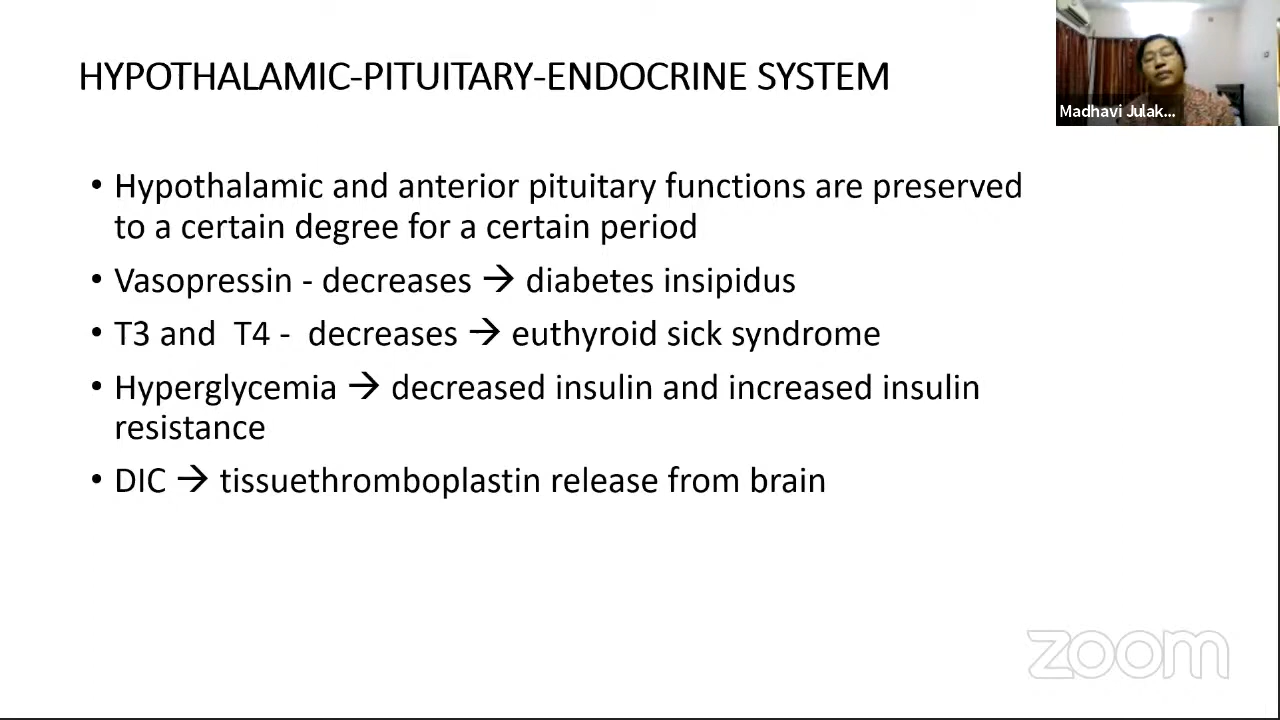 HYPOTHALAMIC-PITUITARY-ENDOCRINE SYSTEM
Madhavi Julak...
• Hypothalamic and anterior pituitary functions are preserved
to a certain degree for a certain period
• Vasopressin - decreases → diabetes insipidus
• T3 and T4 - decreases → euthyroid sick syndrome
• Hyperglycemia → decreased insulin and increased insulin
resistance
• DIC → tissuethromboplastin release from brain
zoom